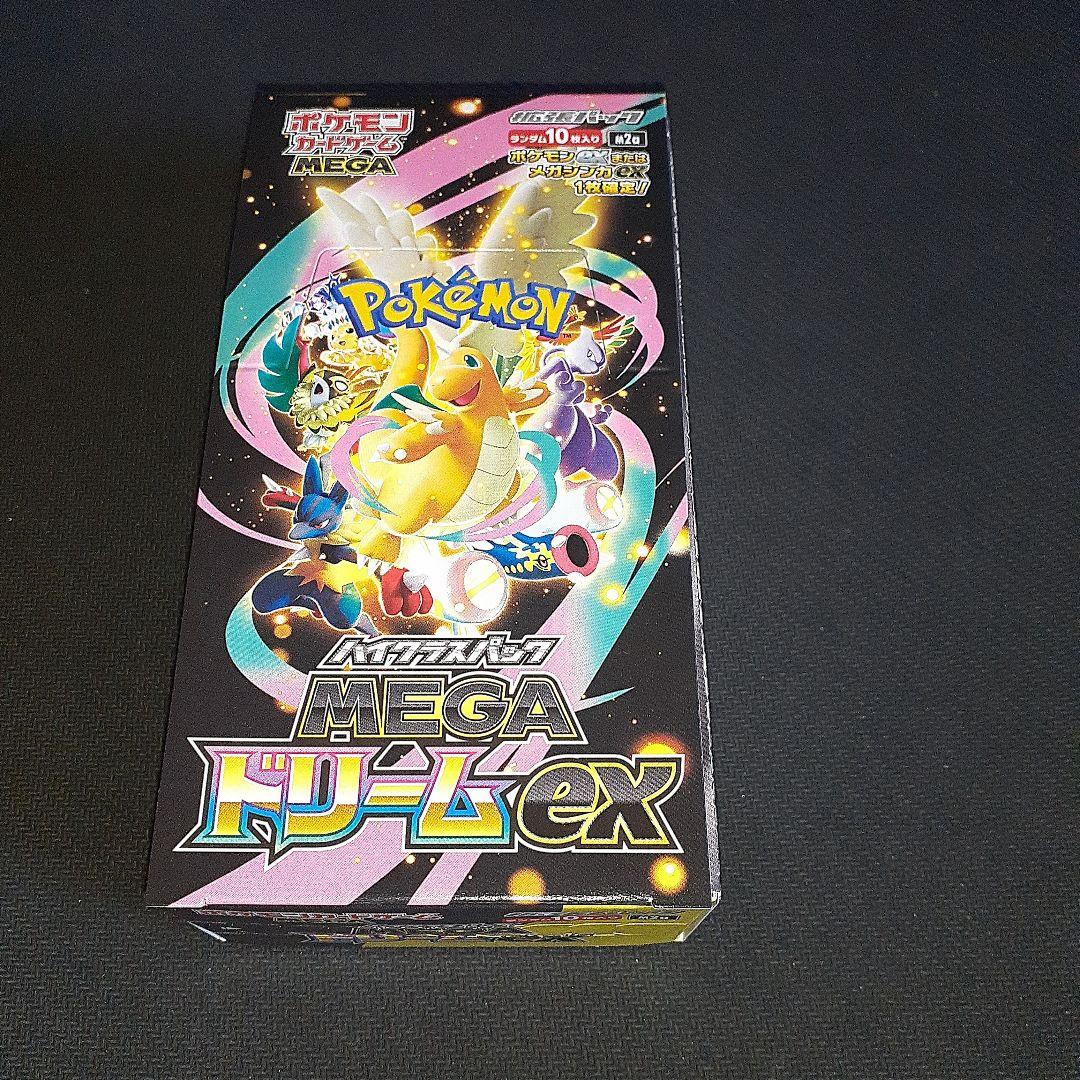 ポケモン
カードゲーム
MEGA
拡張パック
ランダム10枚入り M2a
ポケモンexまたは
メガシンカex
1枚確定!
POKéMON
TM
ハイクラスパック
MEGA
ドリームex